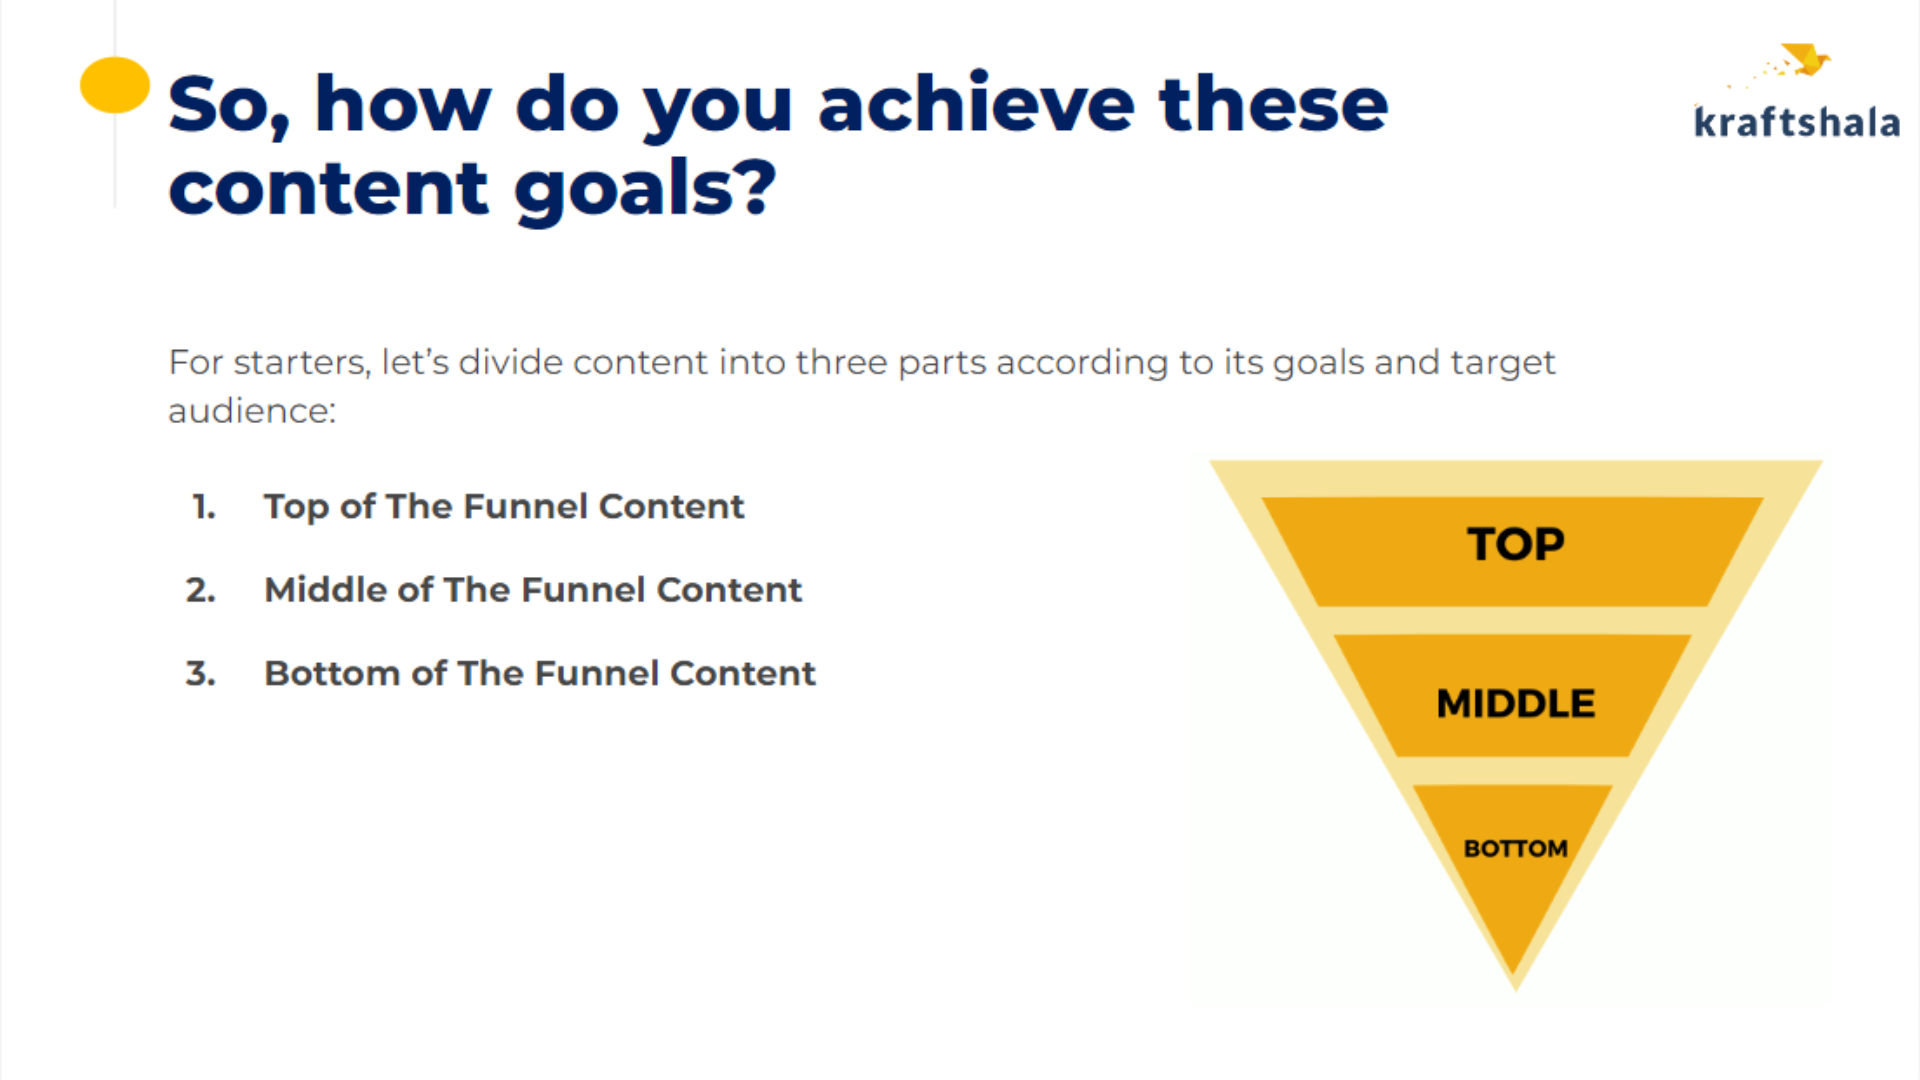 So, how do you achieve these
content goals?
kraftshala
For starters, let’s divide content into three parts according to its goals and target
audience:
1. Top of The Funnel Content
2. Middle of The Funnel Content
3. Bottom of The Funnel Content
TOP
MIDDLE
BOTTOM